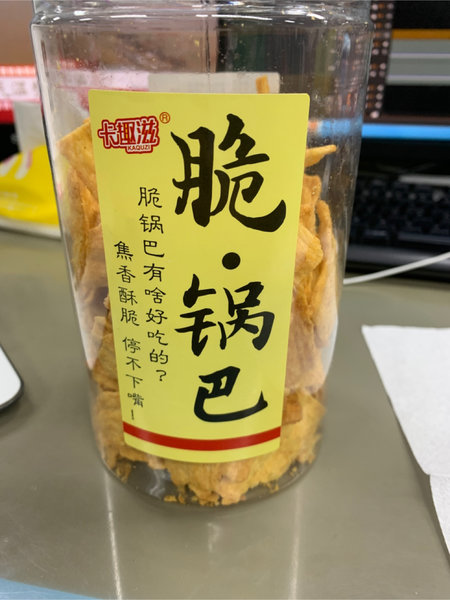 卡趣滋®
KAQUZI
脆·锅巴
脆锅巴有啥好吃的？
焦香酥脆 停不下嘴！